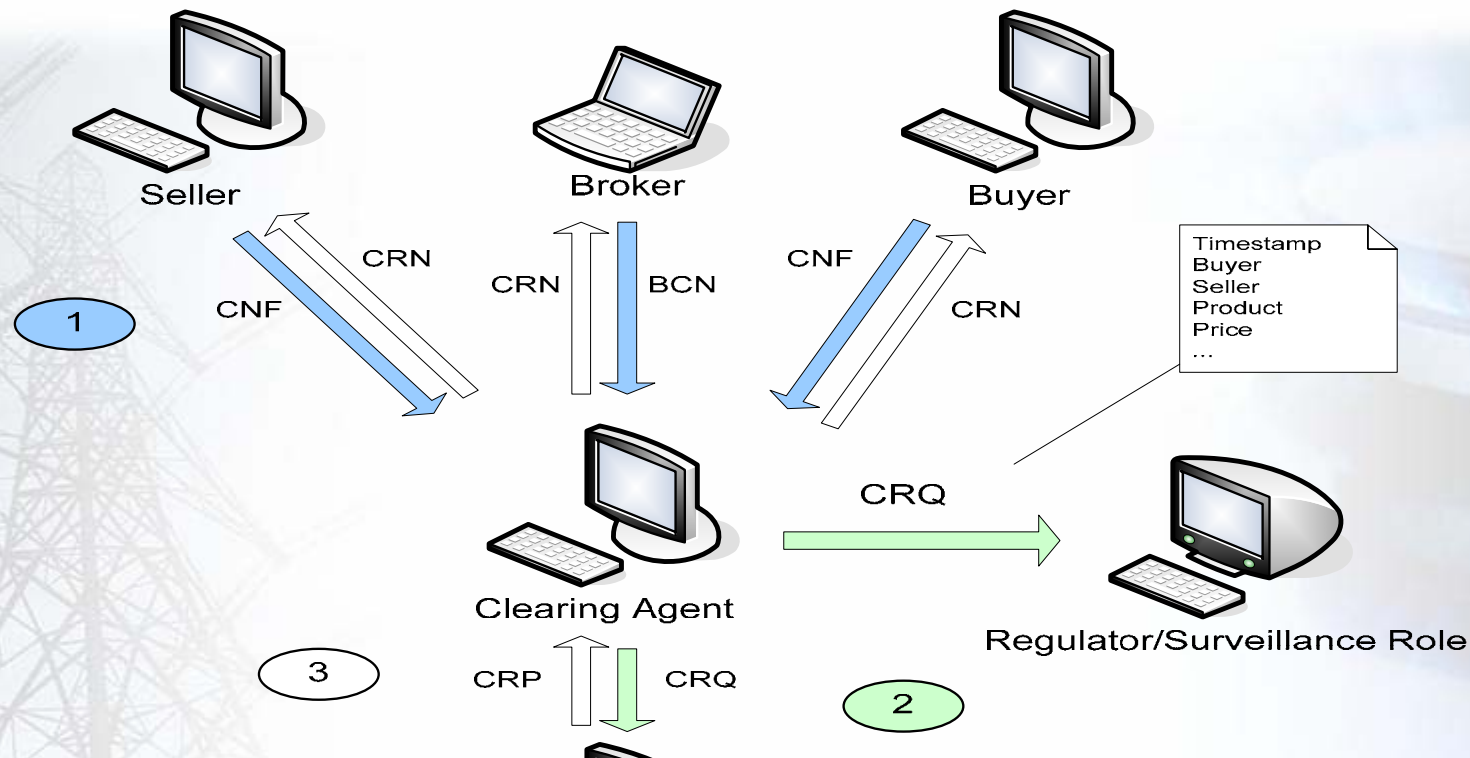 Seller
Broker
Buyer
CRN
CNF
CRN
BCN
CNF
CRN
Timestamp
Buyer
Seller
Product
Price
...
1
CRQ
Clearing Agent
Regulator/Surveillance Role
3
CRP
CRQ
2